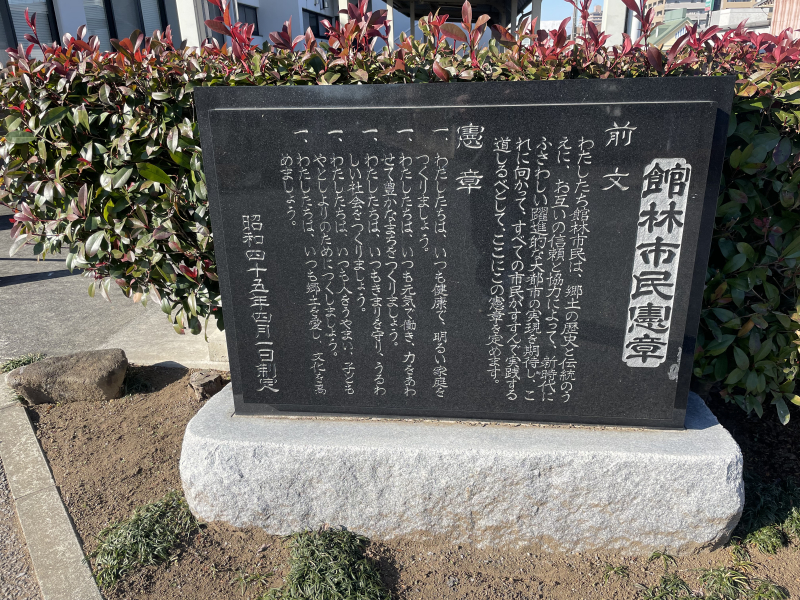 館林市民憲章
前文
わたしたち館林市民は、郷土の歴史と伝統のう
えに、お互いの信頼と協力によって、新時代に
ふさわしい躍進的な大都市の実現を期待し、こ
れに向かって、すべての市民がすすんで実践する
道しるべとして、ここにこの憲章を定めます。
憲章
一、わたしたちは、いつも健康で、明るい家庭を
つくりましょう。
一、わたしたちは、いつも元気で働き、力をあわ
せて豊かなまちをつくりましょう。
一、わたしたちは、いつもきまりを守り、うるわ
しい社会をつくりましょう。
一、わたしたちは、いつも人をうやまい、子ども
やとしよりのためにつくしましょう。
一、わたしたちは、いつも郷土を愛し、文化を高
めましょう。
昭和四十五年四月一日制定